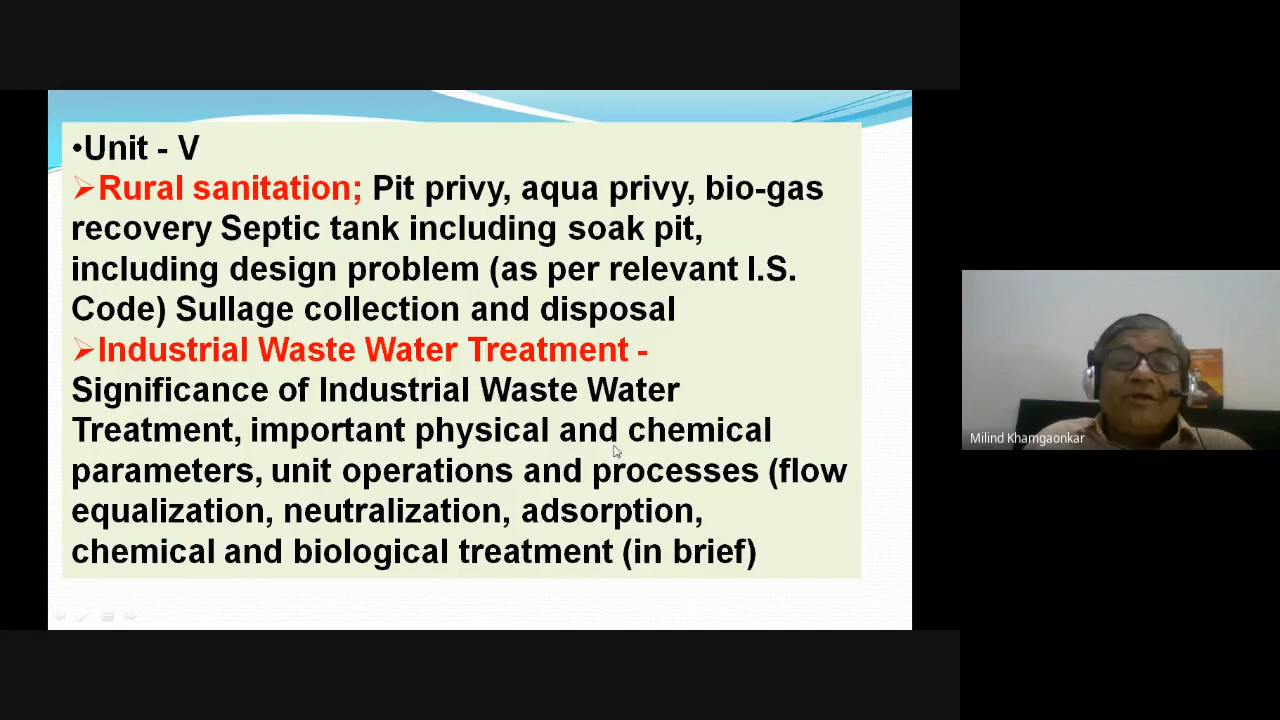 •Unit - V
➢Rural sanitation; Pit privy, aqua privy, bio-gas
recovery Septic tank including soak pit,
including design problem (as per relevant I.S.
Code) Sullage collection and disposal
➢Industrial Waste Water Treatment -
Significance of Industrial Waste Water
Treatment, important physical and chemical
parameters, unit operations and processes (flow
equalization, neutralization, adsorption,
chemical and biological treatment (in brief)
Milind Khamgaonkar